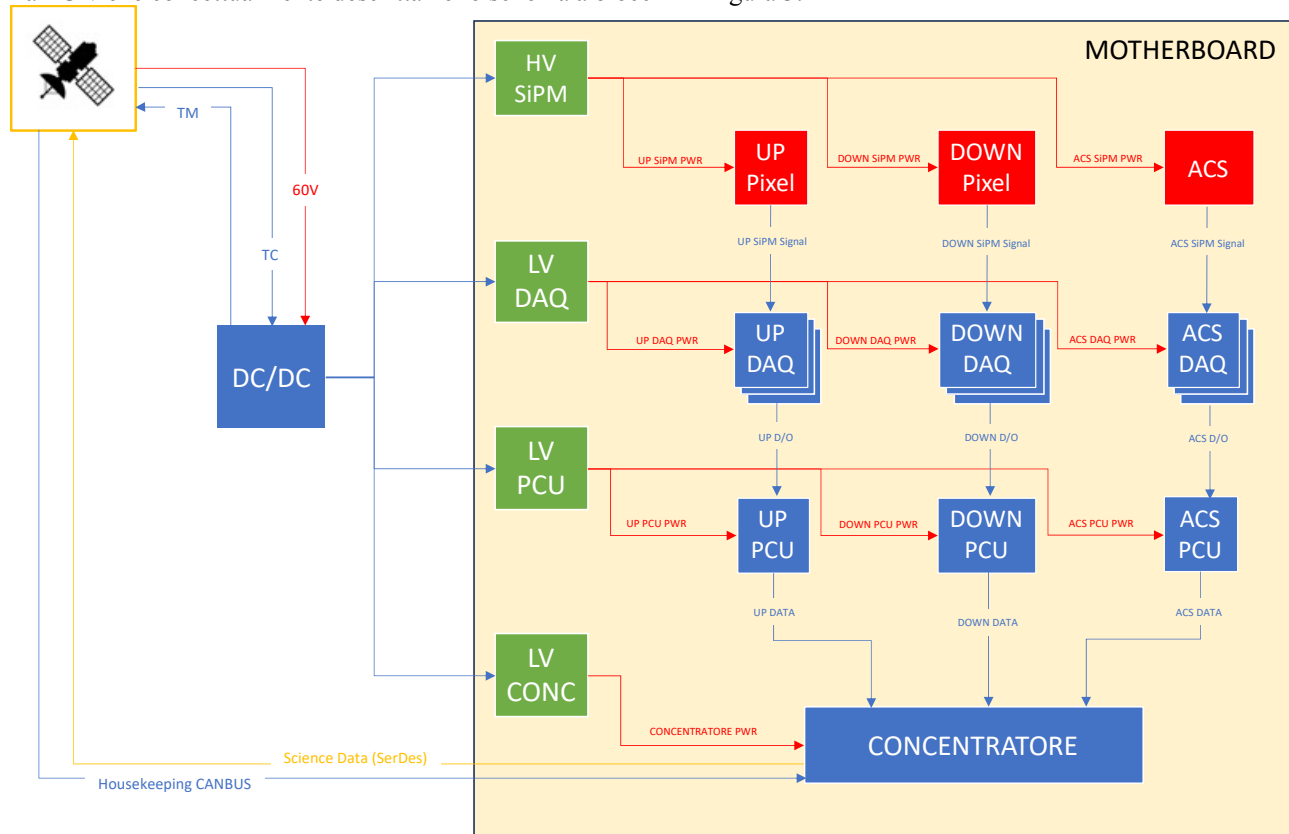 MOTHERBOARD
HV
SiPM
TM
UP SiPM PWR
UP
Pixel
DOWN SiPM PWR
DOWN
Pixel
ACS SiPM PWR
ACS
60V
TC
UP SiPM Signal
DOWN SiPM Signal
ACS SiPM Signal
LV
DAQ
UP DAQ PWR
UP
DAQ
DOWN DAQ PWR
DOWN
DAQ
ACS DAQ PWR
ACS
DAQ
DC/DC
UP D/O
DOWN D/O
ACS D/O
LV
PCU
UP PCU PWR
UP
PCU
DOWN PCU PWR
DOWN
PCU
ACS PCU PWR
ACS
PCU
UP DATA
DOWN DATA
ACS DATA
LV
CONC
CONCENTRATORE PWR
CONCENTRATORE
Science Data (SerDes)
Housekeeping CANBUS